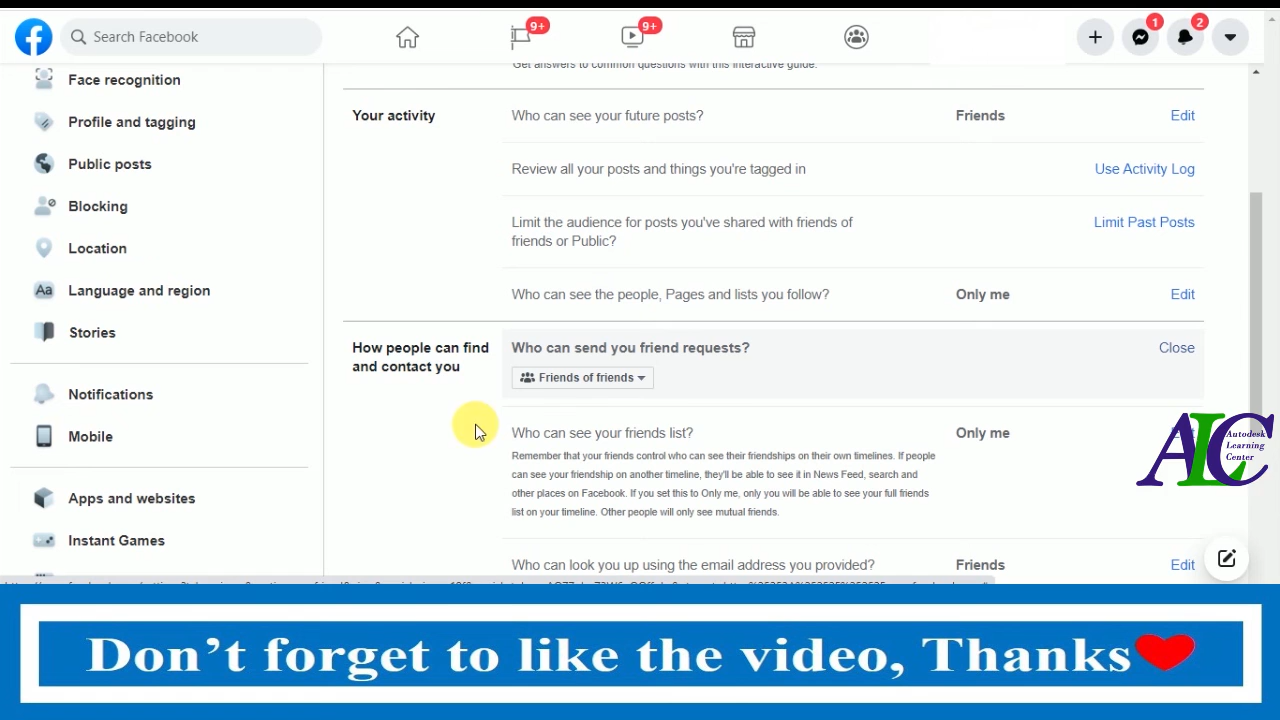 Search Facebook
9+
9+
1
2
Face recognition
Profile and tagging
Public posts
Blocking
Location
Aa
Language and region
Stories
Notifications
Mobile
Apps and websites
Instant Games
Get answers to common questions with this interactive guide.
Your activity
Who can see your future posts?
Friends
Edit
Review all your posts and things you're tagged in
Use Activity Log
Limit the audience for posts you've shared with friends of
friends or Public?
Limit Past Posts
Who can see the people, Pages and lists you follow?
Only me
Edit
How people can find
and contact you
Who can send you friend requests?
Close
Friends of friends
Who can see your friends list?
Only me
Remember that your friends control who can see their friendships on their own timelines. If people
can see your friendship on another timeline, they'll be able to see it in News Feed, search and
other places on Facebook. If you set this to Only me, only you will be able to see your full friends
list on your timeline. Other people will only see mutual friends.
Who can look you up using the email address you provided?
Friends
Edit
ALC
Autodesk
Learning
Center
Don't forget to like the video, Thanks